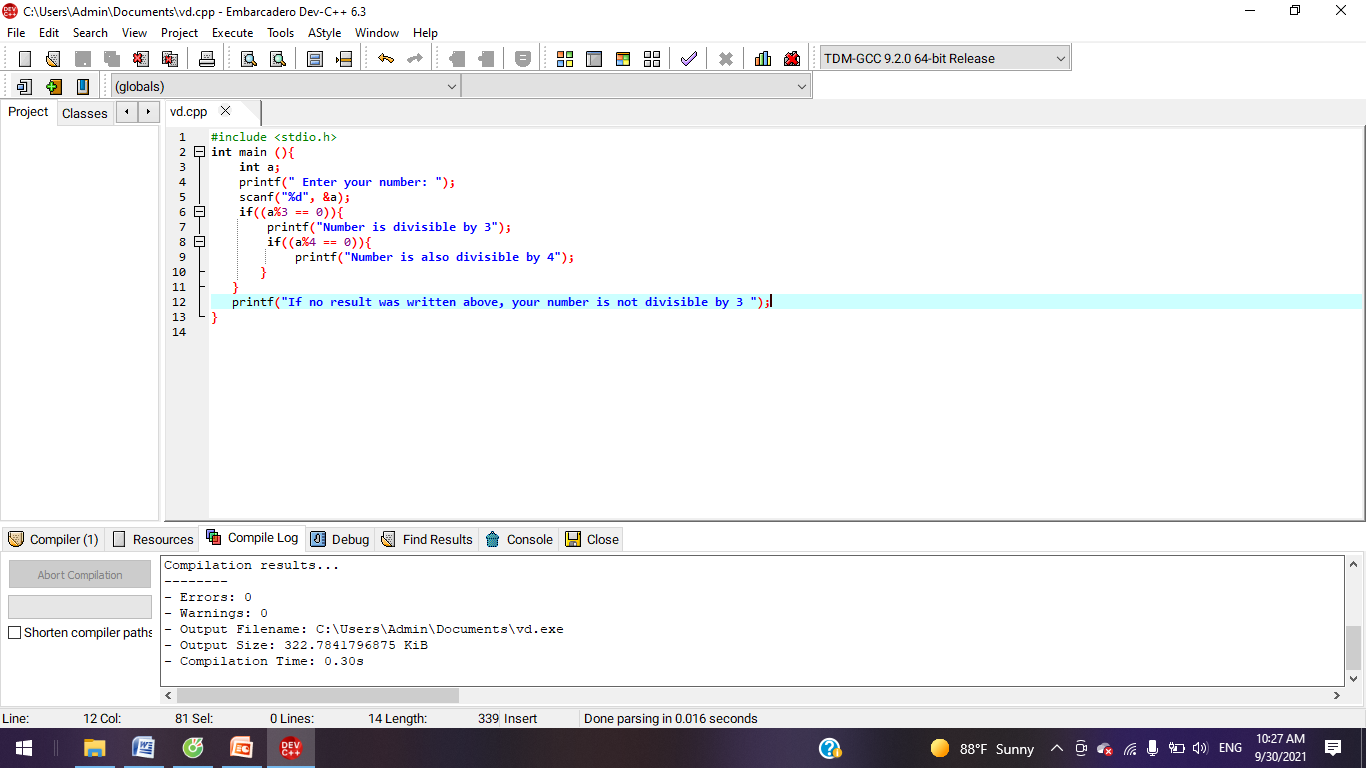 C:\Users\Admin\Documents\vd.cpp - Embarcadero Dev-C++ 6.3
File Edit Search View Project Execute Tools AStyle Window Help
TDM-GCC 9.2.0 64-bit Release
(globals)
Project Classes vd.cpp
1 #include <stdio.h>
2 int main (){
3 int a;
4 printf(" Enter your number: ");
5 scanf("%d", &a);
6 if((a%3 == 0)){
7 printf("Number is divisible by 3");
8 if((a%4 == 0)){
9 printf("Number is also divisible by 4");
10 }
11 }
12 printf("If no result was written above, your number is not divisible by 3 ");
13 }
14
Compiler (1) Resources Compile Log Debug Find Results Console Close
Abort Compilation
Shorten compiler paths
Compilation results...
--------
- Errors: 0
- Warnings: 0
- Output Filename: C:\Users\Admin\Documents\vd.exe
- Output Size: 322.7841796875 KiB
- Compilation Time: 0.30s
Line: 12 Col: 81 Sel: 0 Lines: 14 Length: 339 Insert Done parsing in 0.016 seconds
DEV C++
88°F Sunny
ENG
10:27 AM
9/30/2021